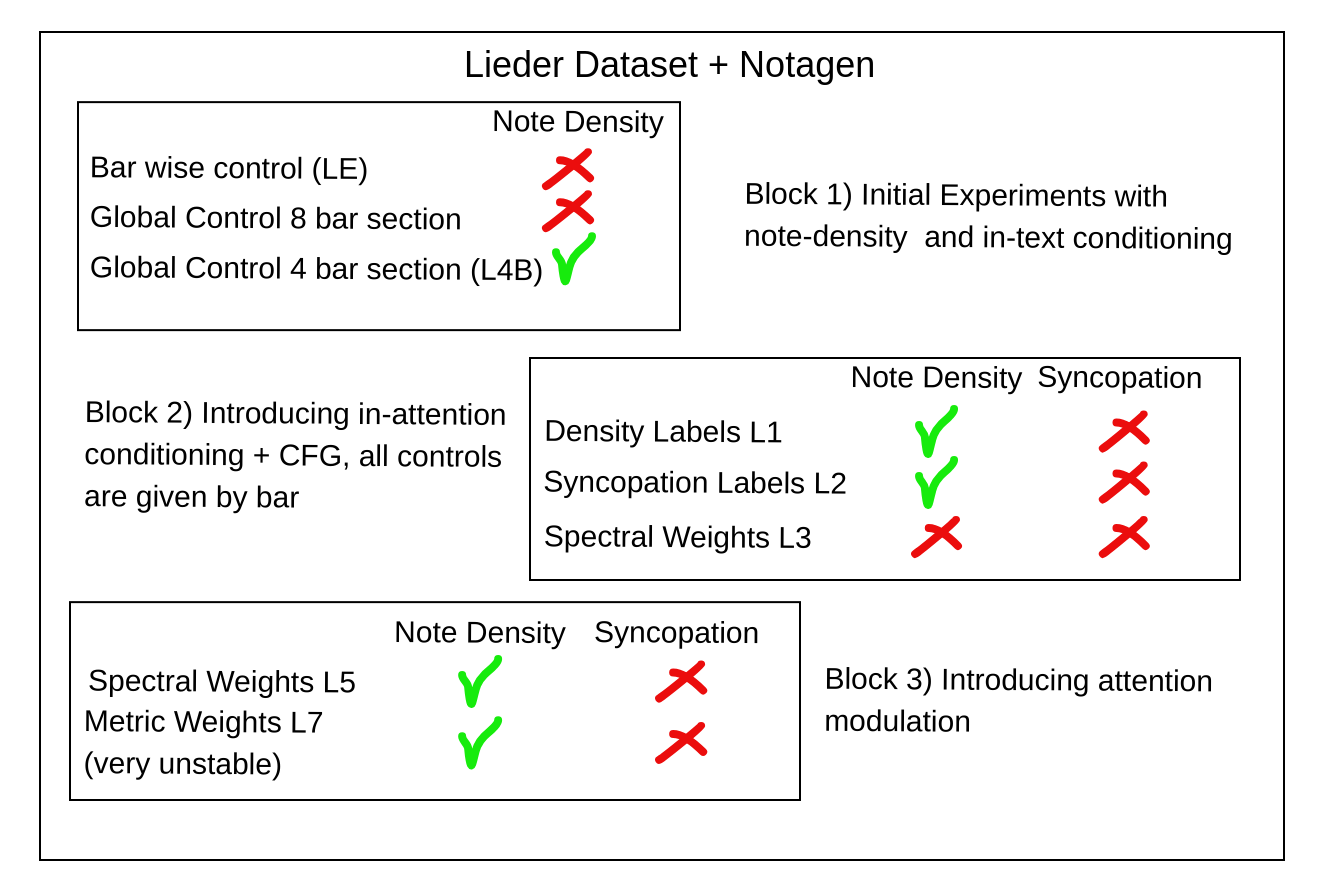 Lieder Dataset + Notagen
Note Density
Bar wise control (LE)
Global Control 8 bar section
Global Control 4 bar section (L4B)
Block 1) Initial Experiments with
note-density  and in-text conditioning
Block 2) Introducing in-attention
conditioning + CFG, all controls
are given by bar
Note Density Syncopation
Density Labels L1
Syncopation Labels L2
Spectral Weights L3
Note Density Syncopation
Spectral Weights L5
Metric Weights L7
(very unstable)
Block 3) Introducing attention
modulation